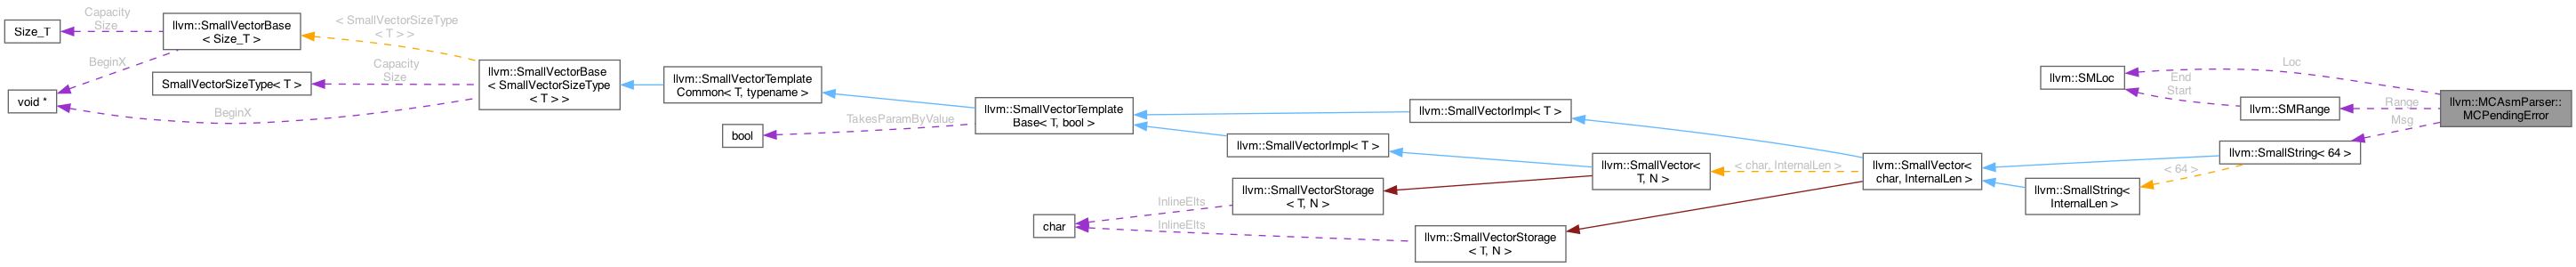 Size_T
void *
Capacity
Size
BeginX
llvm::SmallVectorBase
< Size_T >
SmallVectorSizeType< T >
< SmallVectorSizeType
< T > >
Capacity
Size
BeginX
llvm::SmallVectorBase
< SmallVectorSizeType
< T > >
llvm::SmallVectorTemplate
Common< T, typename >
bool
TakesParamByValue
llvm::SmallVectorTemplate
Base< T, bool >
char
InlineElts
InlineElts
llvm::SmallVectorImpl< T >
llvm::SmallVectorImpl< T >
llvm::SmallVectorStorage
< T, N >
llvm::SmallVectorStorage
< T, N >
llvm::SmallVector<
T, N >
< char, InternalLen >
llvm::SmallVector<
char, InternalLen >
llvm::SMLoc
End
Start
llvm::SMRange
llvm::SmallString<
InternalLen >
< 64 >
llvm::SmallString< 64 >
Loc
Range
Msg
llvm::MCAsmParser::
MCPendingError